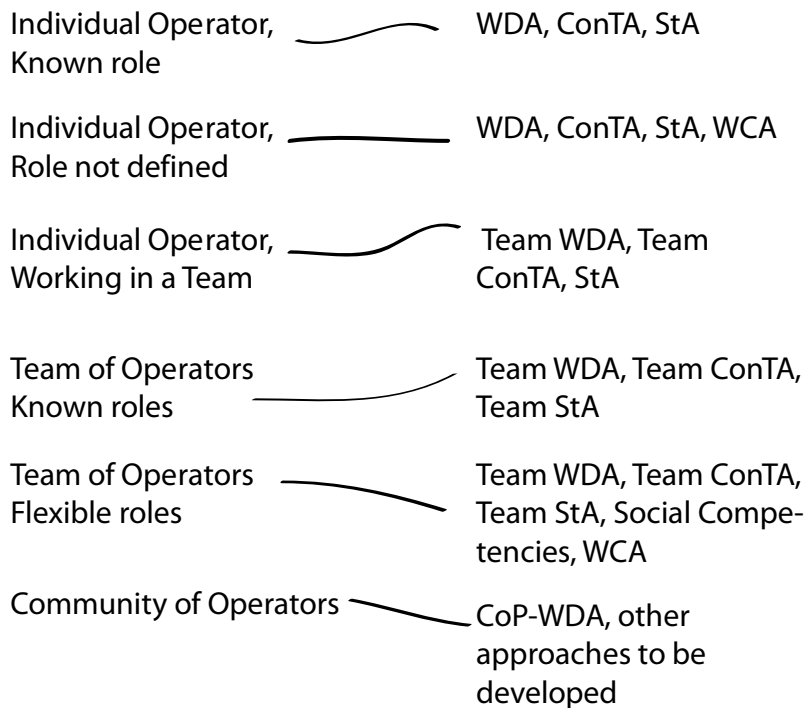 Individual Operator,
Known role
WDA, ConTA, StA
Individual Operator,
Role not defined
WDA, ConTA, StA, WCA
Individual Operator,
Working in a Team
Team WDA, Team
ConTA, StA
Team of Operators
Known roles
Team WDA, Team ConTA,
Team StA
Team of Operators
Flexible roles
Team WDA, Team ConTA,
Team StA, Social Compe-
tencies, WCA
Community of Operators
CoP-WDA, other
approaches to be
developed